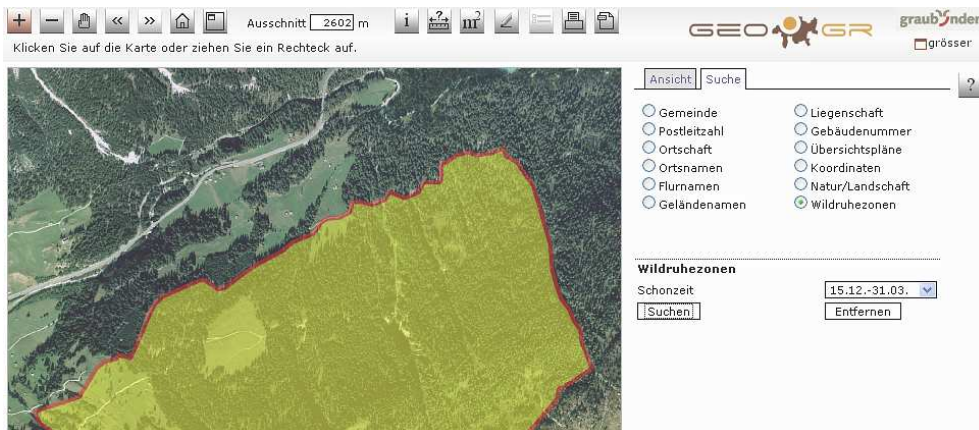 Ausschnitt 2602 m
i
m²
GEO GR
graubünden
grösser
Klicken Sie auf die Karte oder ziehen Sie ein Rechteck auf.
Ansicht Suche
?
Gemeinde
Postleitzahl
Ortschaft
Ortsnamen
Flurnamen
Geländenamen
Liegenschaft
Gebäudenummer
Übersichtspläne
Koordinaten
Natur/Landschaft
Wildruhezonen
Wildruhezonen
Schonzeit 15.12.-31.03.
Suchen Entfernen